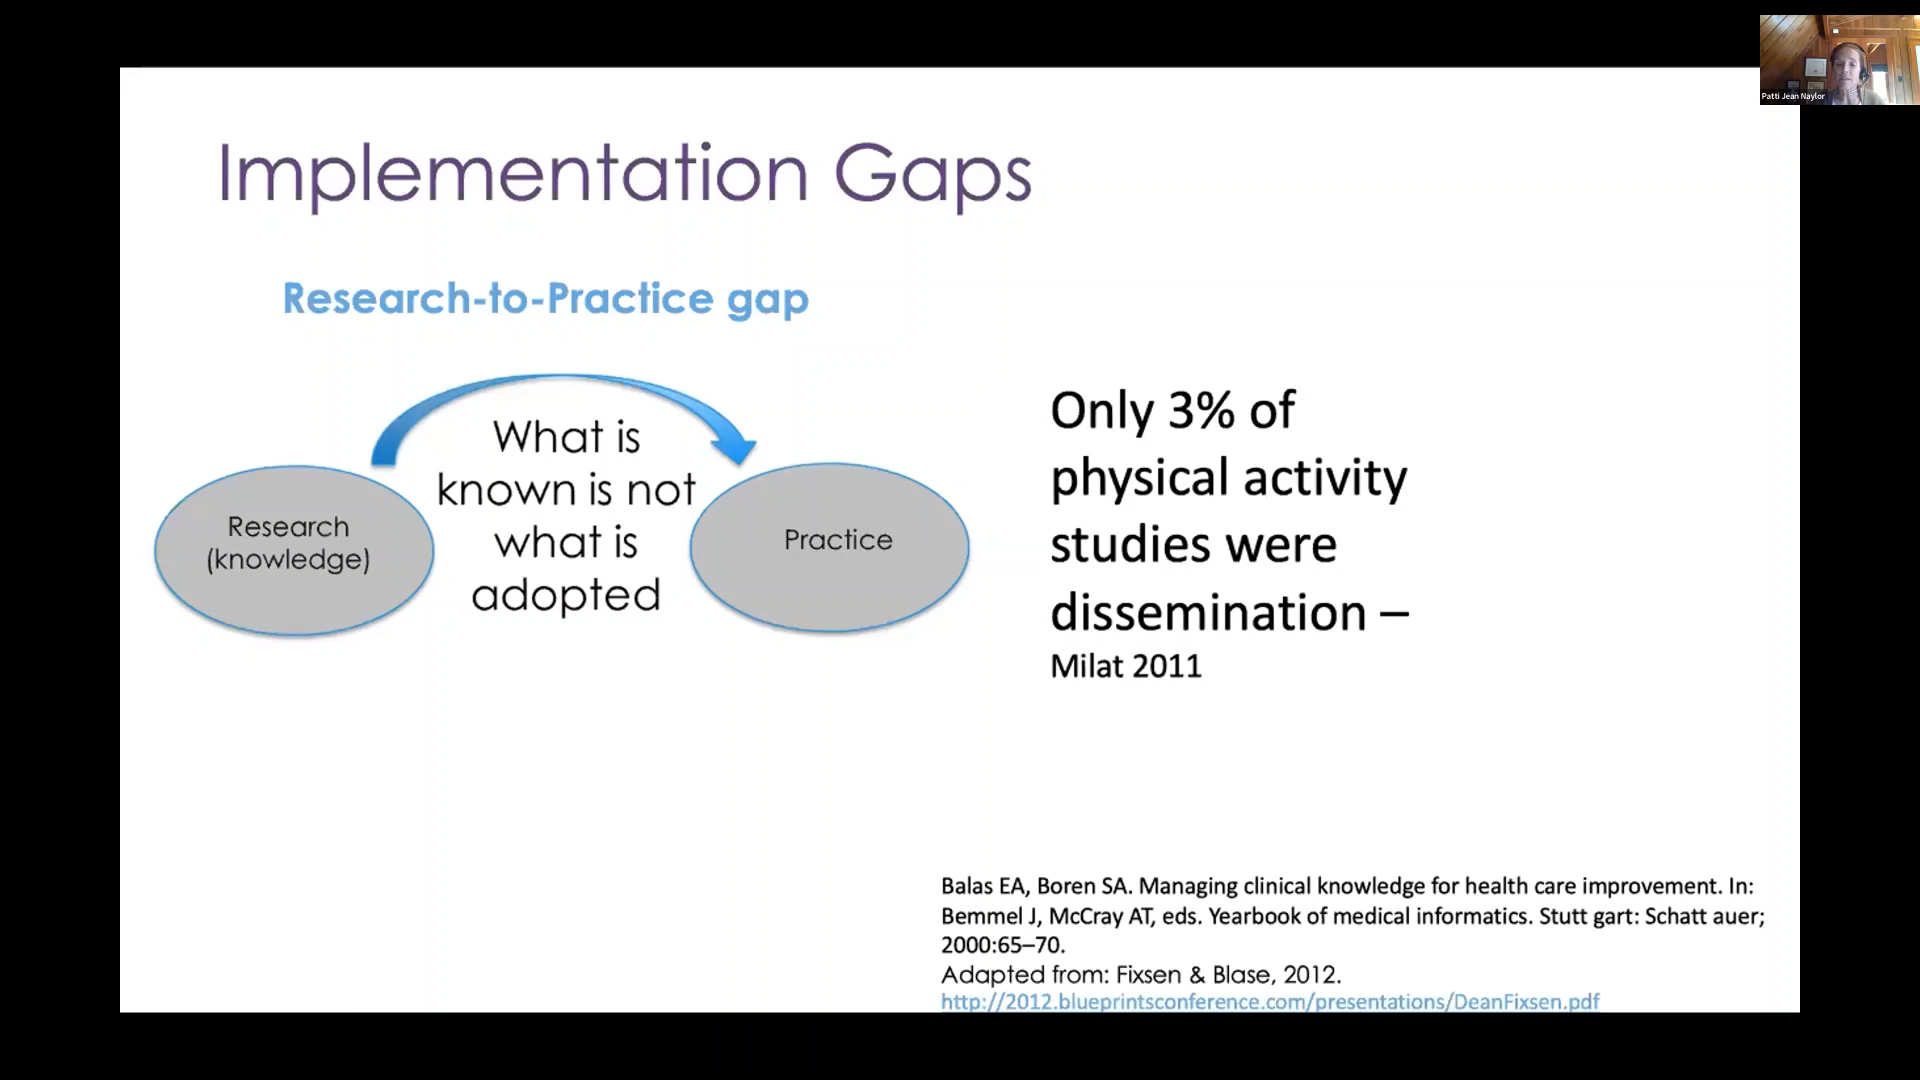 Patti Jean Naylor
Implementation Gaps
Research-to-Practice gap
What is
known is not
what is
adopted
Research
(knowledge)
Practice
Only 3% of
physical activity
studies were
dissemination –
Milat 2011
Balas EA, Boren SA. Managing clinical knowledge for health care improvement. In:
Bemmel J, McCray AT, eds. Yearbook of medical informatics. Stutt gart: Schatt auer;
2000:65–70.
Adapted from: Fixsen & Blase, 2012.
http://2012.blueprintsconference.com/presentations/DeanFixsen.pdf